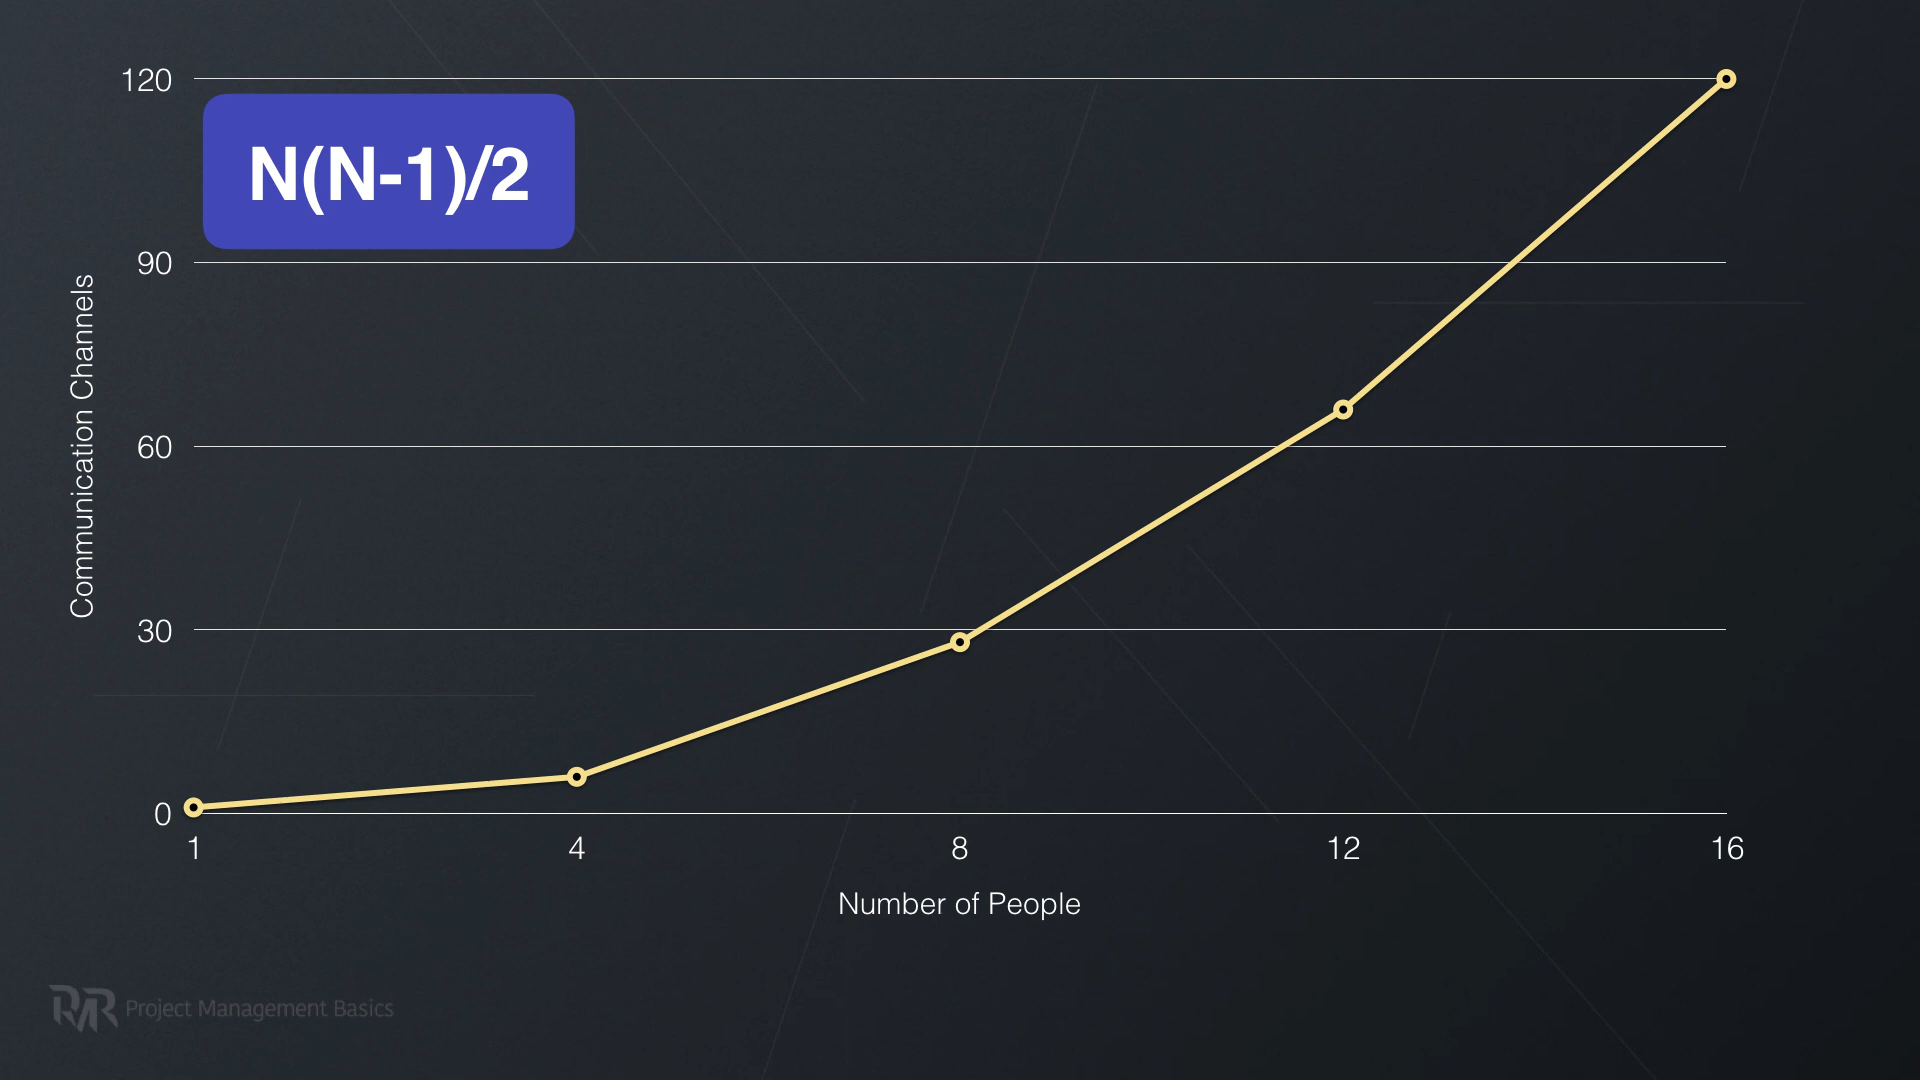 N(N-1)/2
120
90
60
30
0
Communication Channels
1 4 8 12 16
Number of People
PMR Project Management Basics